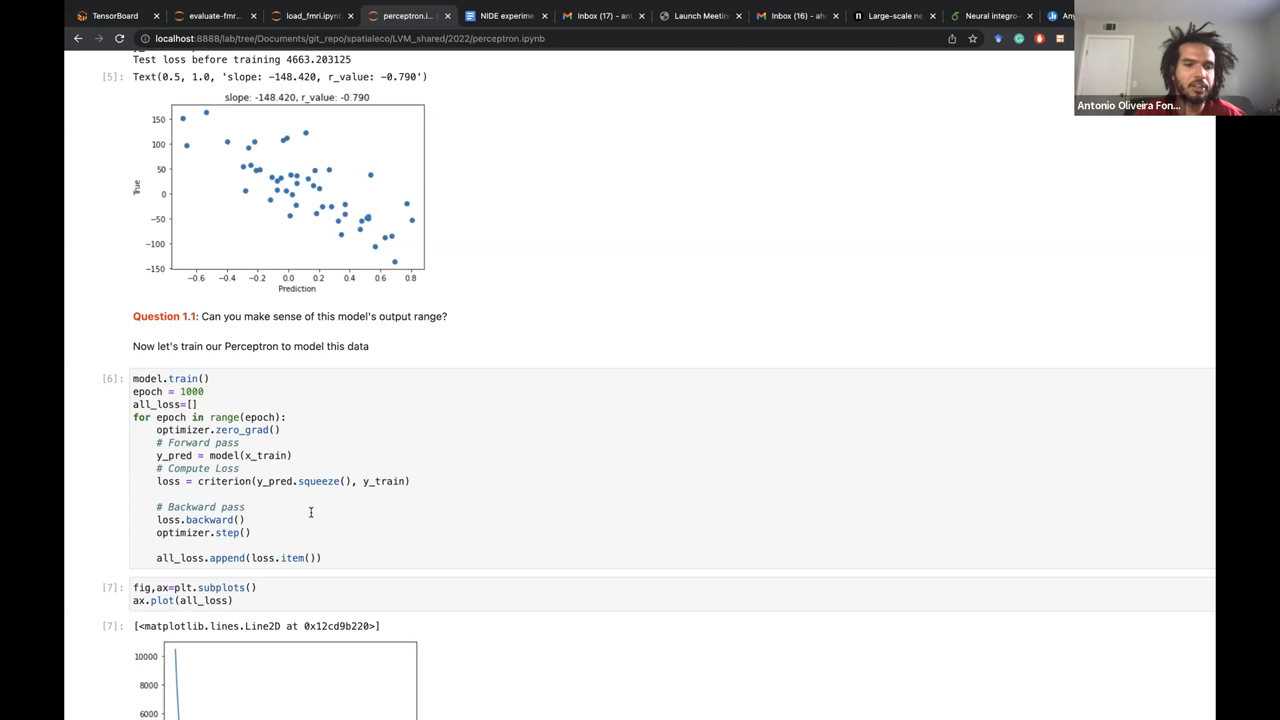 TensorBoard
evaluate-fmr...
load_fmri.ipyn
perceptron.i...
NIDE experime
Inbox (17) - an
Launch Meetin
Inbox (16) - ah
Large-scale ne
Neural integro-
Any
localhost:8888/lab/tree/Documents/git_repo/spatialeco/LVM_shared/2022/perceptron.ipynb
Antonio Oliveira Fon...
Test loss before training 4663.203125
[5]: Text(0.5, 1.0, 'slope: -148.420, r_value: -0.790')
slope: -148.420, r_value: -0.790
150
100
50
0
−50
−100
−150
True
−0.6 −0.4 −0.2 0.0 0.2 0.4 0.6 0.8
Prediction
Question 1.1: Can you make sense of this model's output range?
Now let's train our Perceptron to model this data
[6]: model.train()
epoch = 1000
all_loss=[]
for epoch in range(epoch):
optimizer.zero_grad()
# Forward pass
y_pred = model(x_train)
# Compute Loss
loss = criterion(y_pred.squeeze(), y_train)
# Backward pass
loss.backward()
optimizer.step()
all_loss.append(loss.item())
[7]: fig,ax=plt.subplots()
ax.plot(all_loss)
[7]: [<matplotlib.lines.Line2D at 0x12cd9b220>]
10000
8000
6000